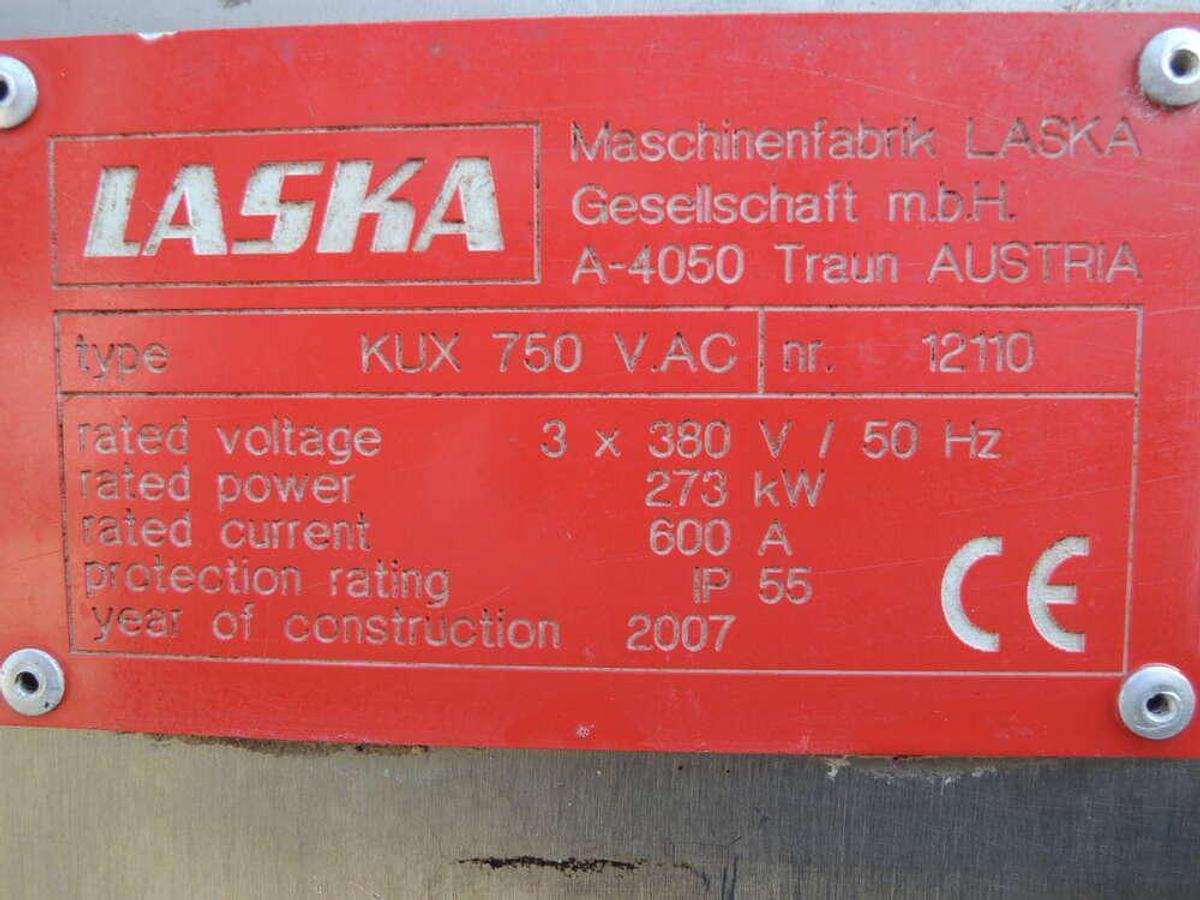 LASKA
Maschinenfabrik LASKA
Gesellschaft m.b.H.
A-4050 Traun AUSTRIA
type KUX 750 V.AC nr. 12110
rated voltage 3 x 380 V / 50 Hz
rated power 273 kW
rated current 600 A
protection rating IP 55
year of construction 2007
CE